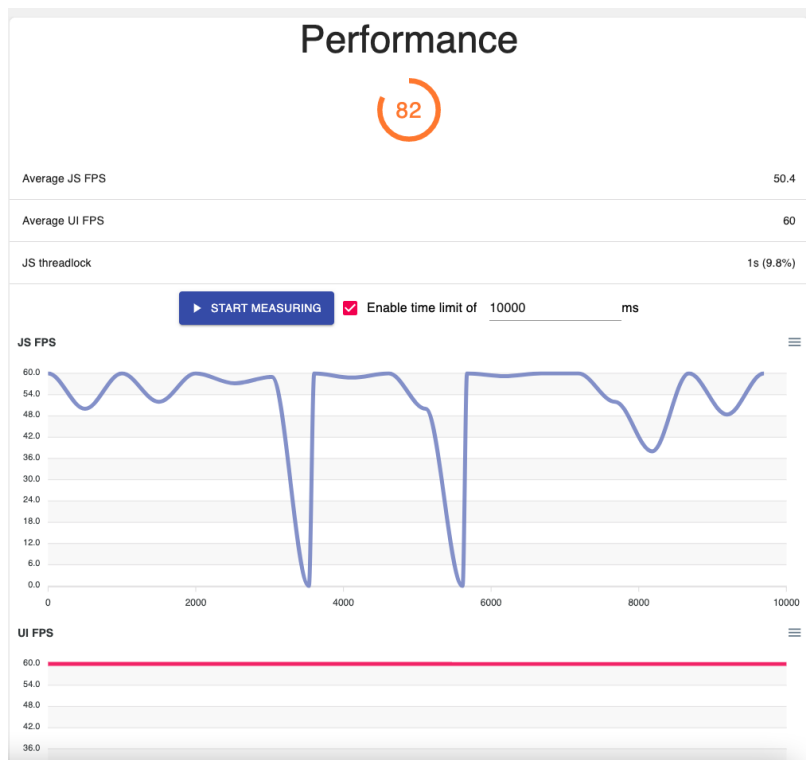 Performance
82
Average JS FPS 50.4
Average UI FPS 60
JS threadlock 1s (9.8%)
START MEASURING Enable time limit of 10000 ms
JS FPS
60.0
54.0
48.0
42.0
36.0
30.0
24.0
18.0
12.0
6.0
0.0
0 2000 4000 6000 8000 10000
UI FPS
60.0
54.0
48.0
42.0
36.0